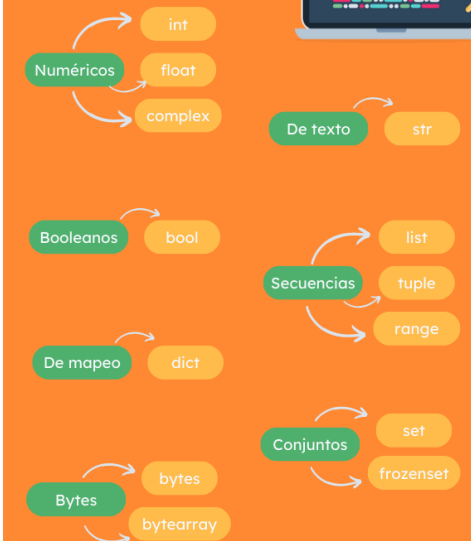 int
Numéricos
float
complex
De texto
str
Booleanos
bool
list
Secuencias
tuple
range
De mapeo
dict
set
Conjuntos
frozenset
bytes
Bytes
bytearray